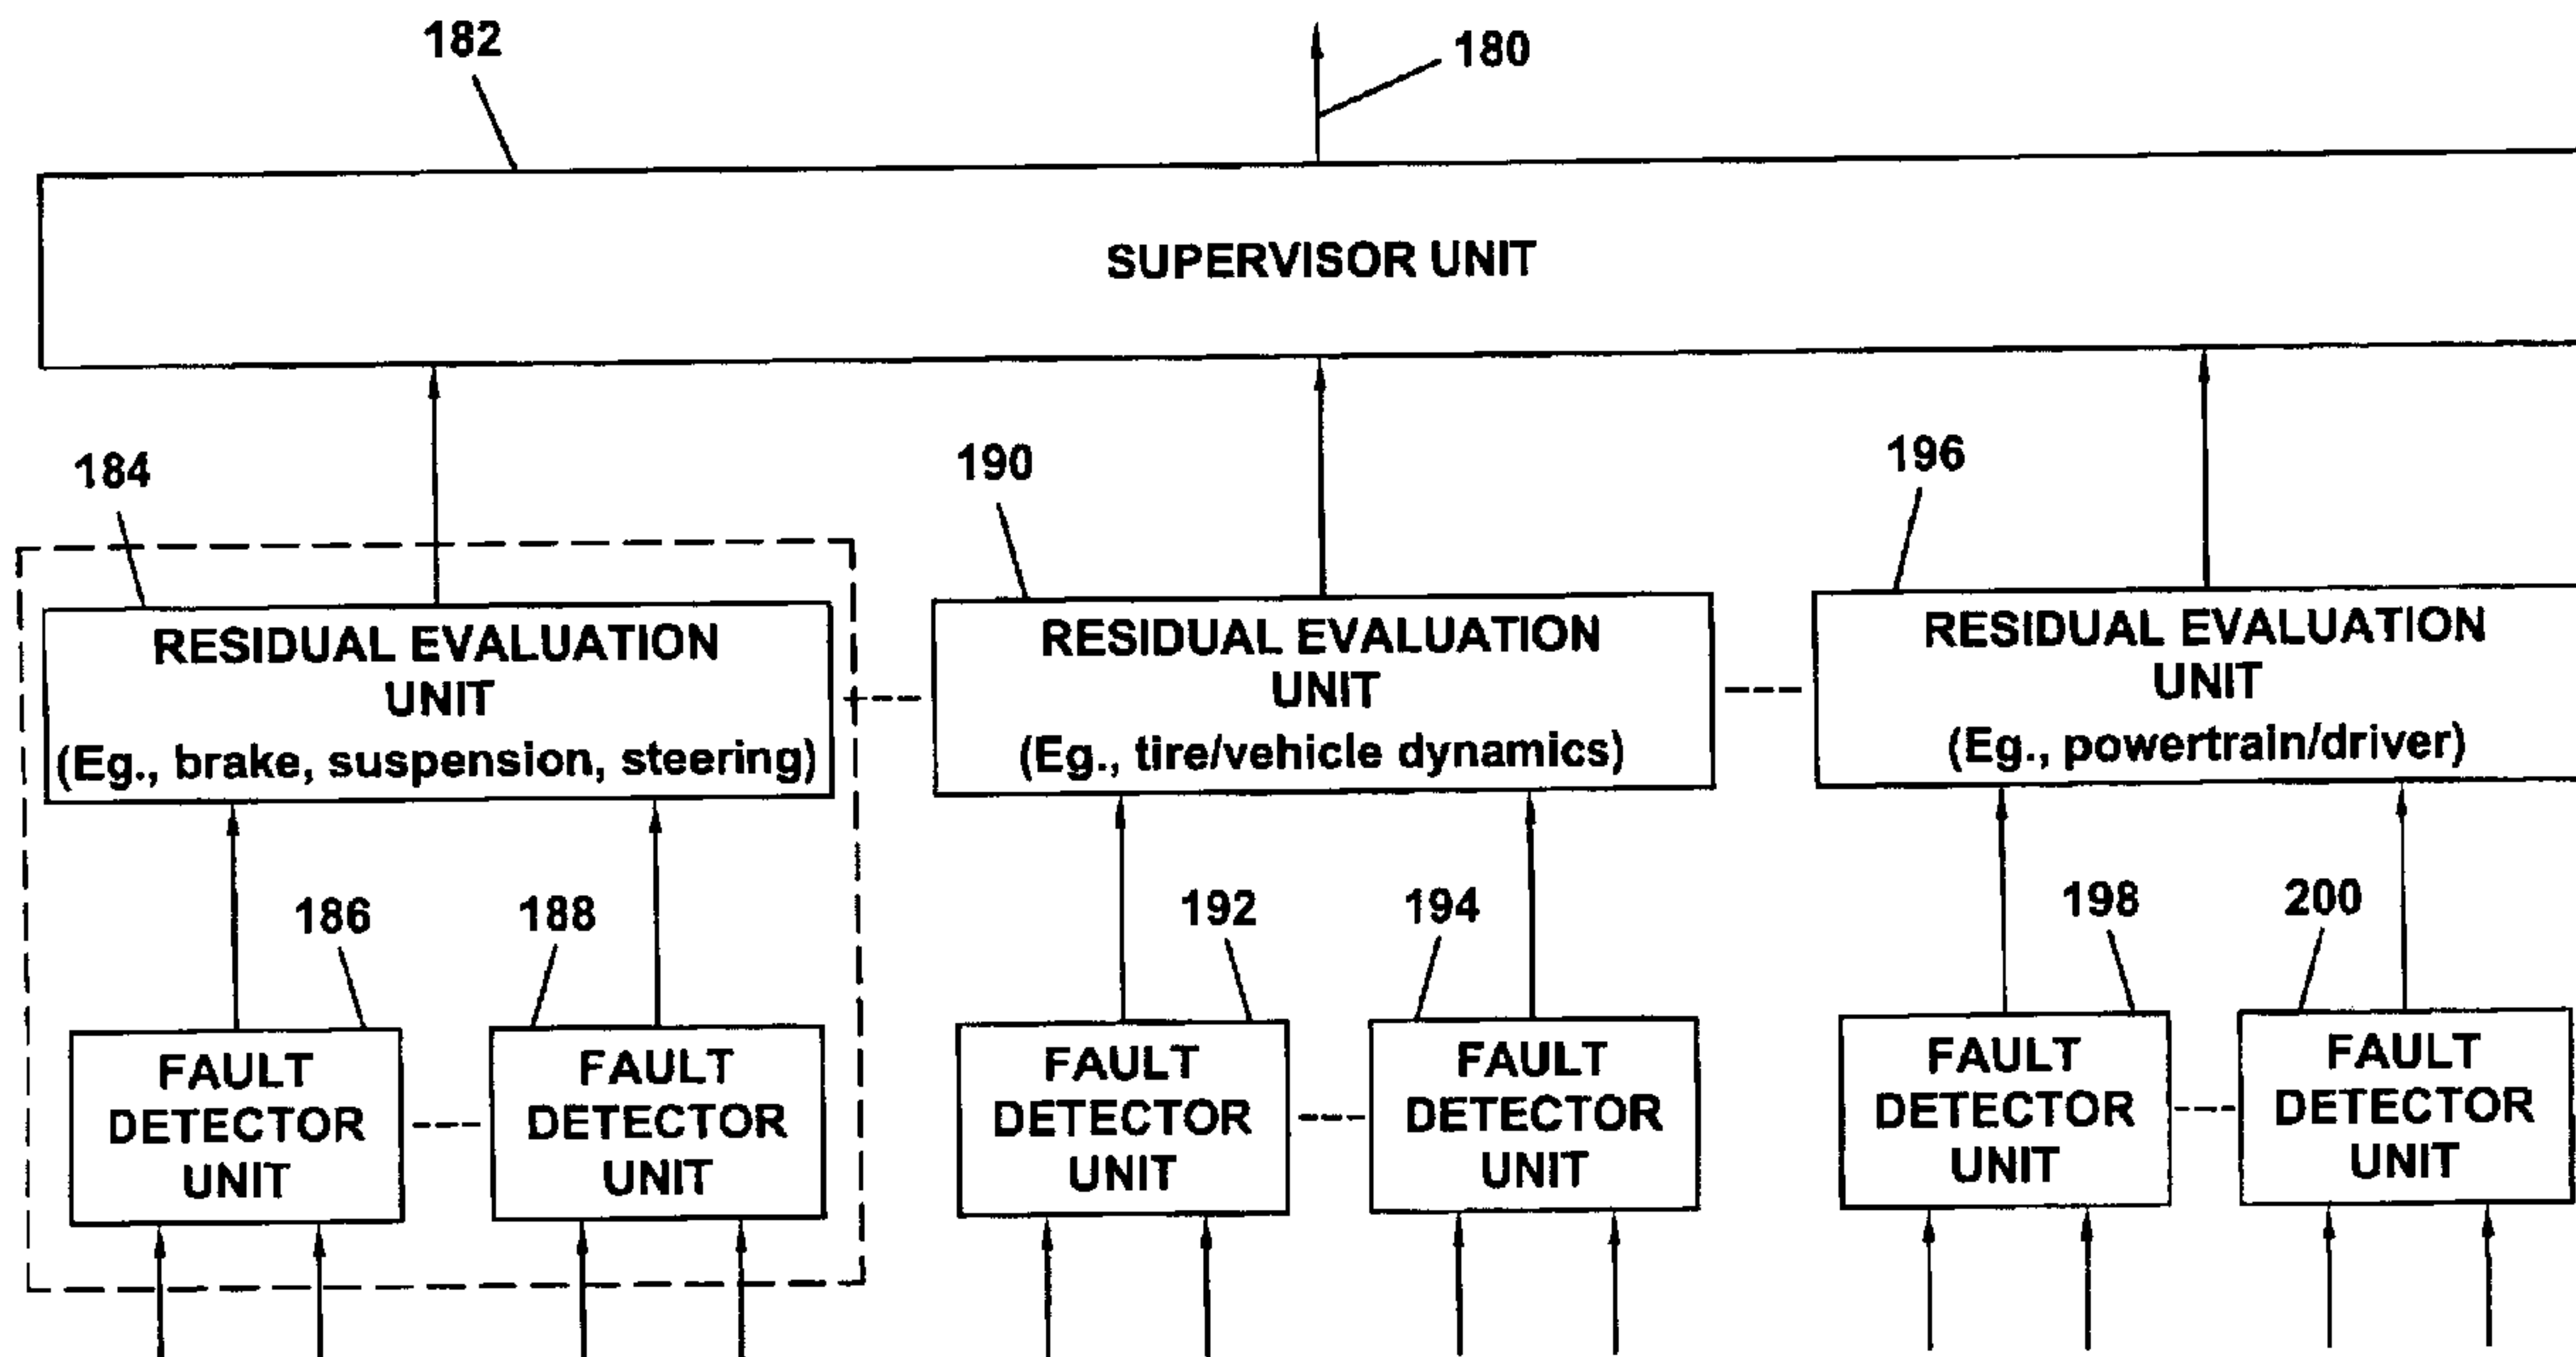 182
180
SUPERVISOR UNIT
184
190
196
RESIDUAL EVALUATION
UNIT
(Eg., brake, suspension, steering)
RESIDUAL EVALUATION
UNIT
(Eg., tire/vehicle dynamics)
RESIDUAL EVALUATION
UNIT
(Eg., powertrain/driver)
186
188
192
194
198
200
FAULT
DETECTOR
UNIT
FAULT
DETECTOR
UNIT
FAULT
DETECTOR
UNIT
FAULT
DETECTOR
UNIT
FAULT
DETECTOR
UNIT
FAULT
DETECTOR
UNIT